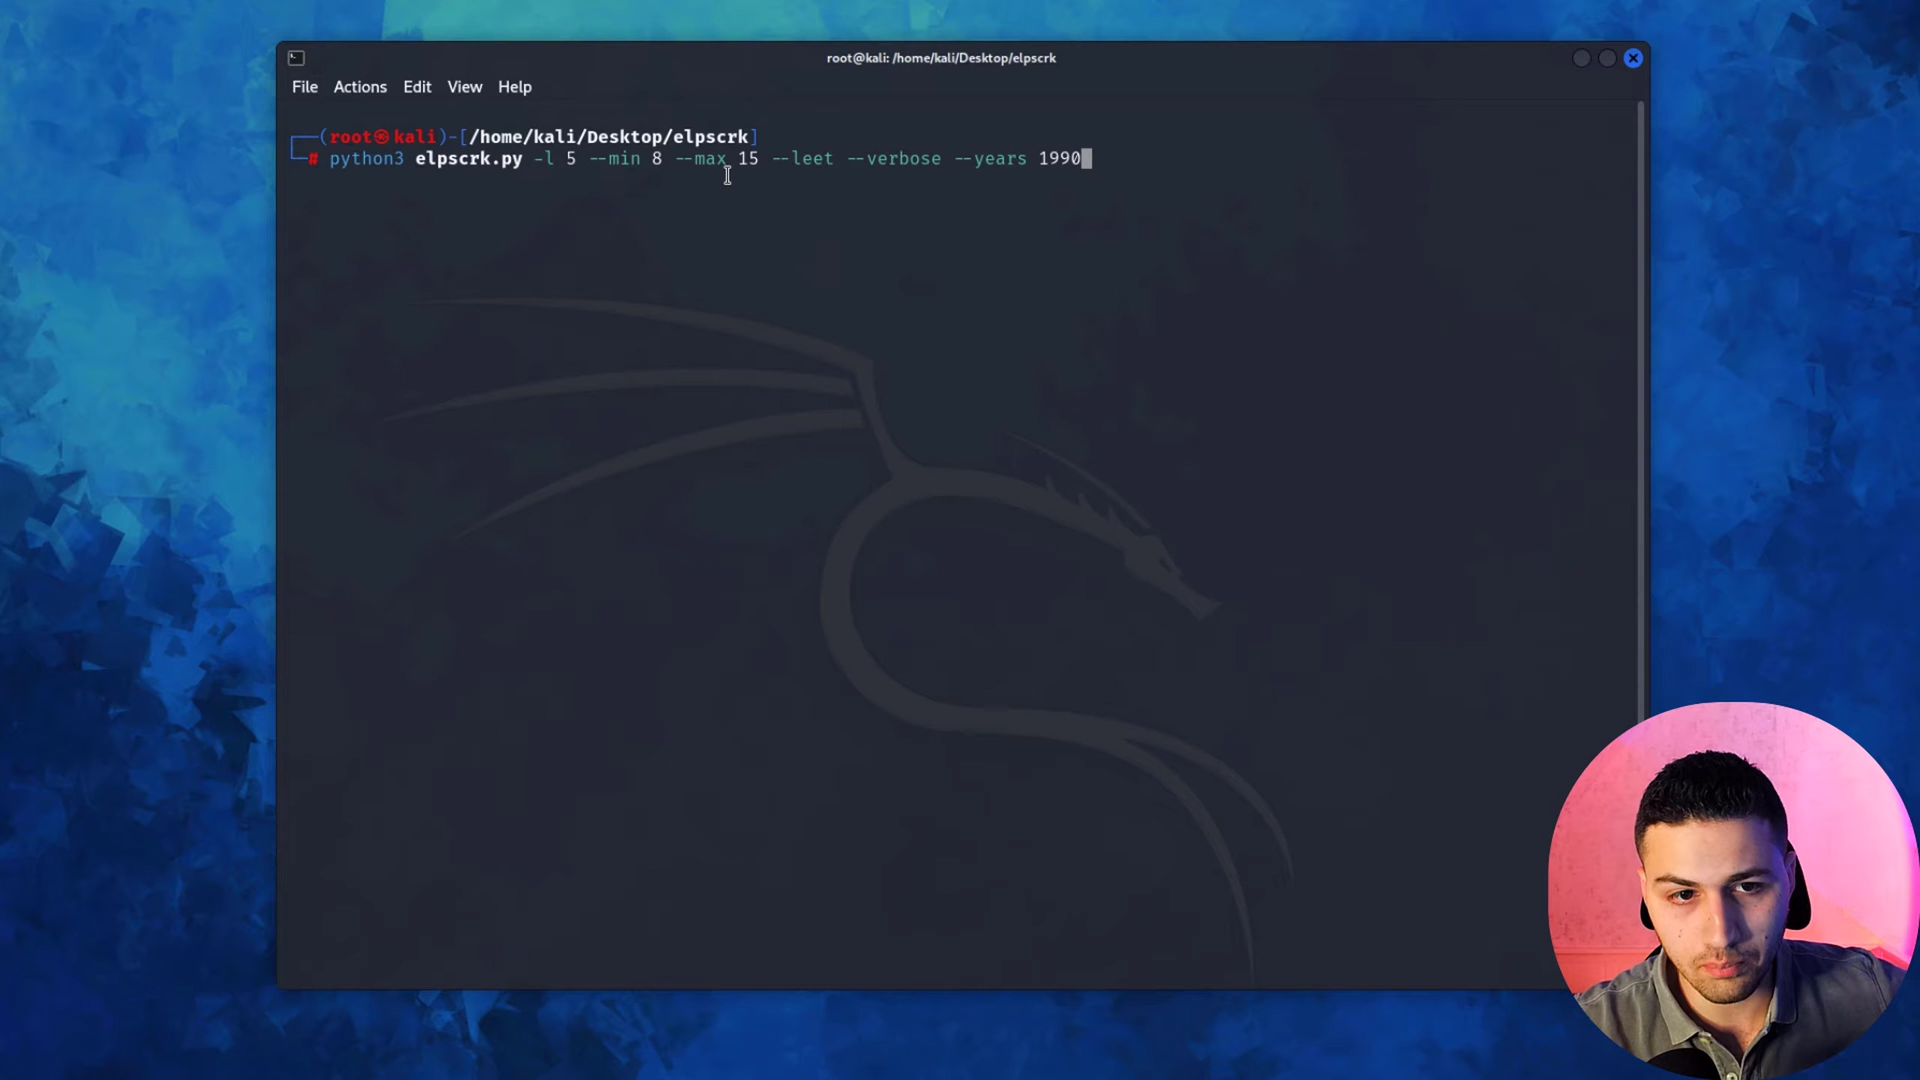 root@kali: /home/kali/Desktop/elpscrk
File Actions Edit View Help
┌──(root㉿kali)-[/home/kali/Desktop/elpscrk]
└─# python3 elpscrk.py -l 5 --min 8 --max 15 --leet --verbose --years 1990